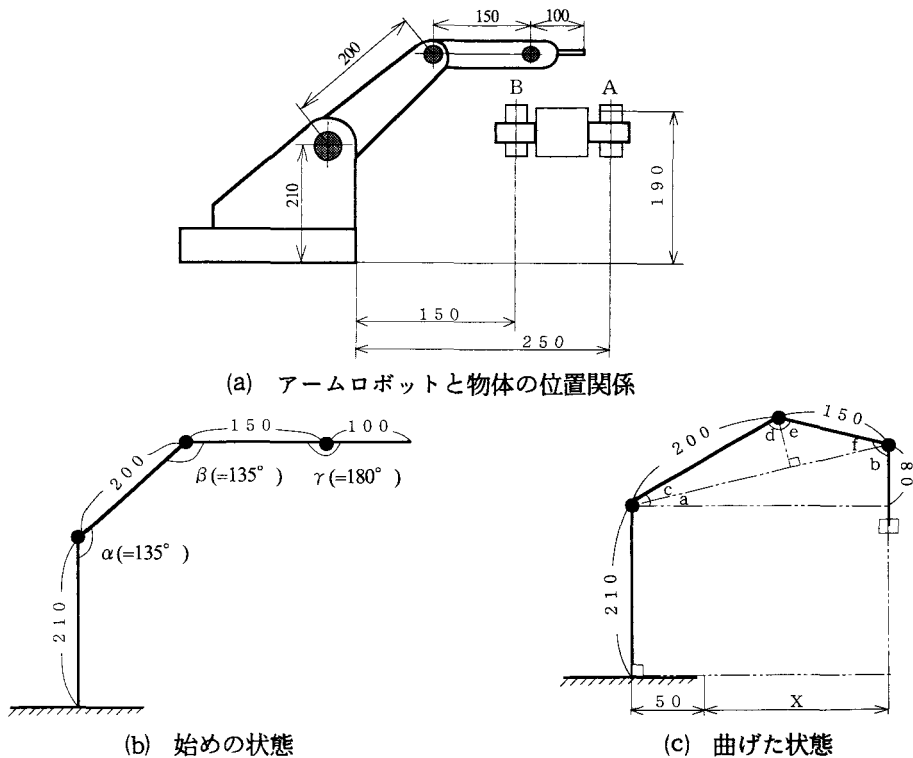 150
100
200
B
A
210
190
150
250
(a) アームロボットと物体の位置関係
150
100
200
β(=135°)
γ(=180°)
α(=135°)
210
(b) 始めの状態
200
150
d
e
f
b
c
a
80
210
50
X
(c) 曲げた状態